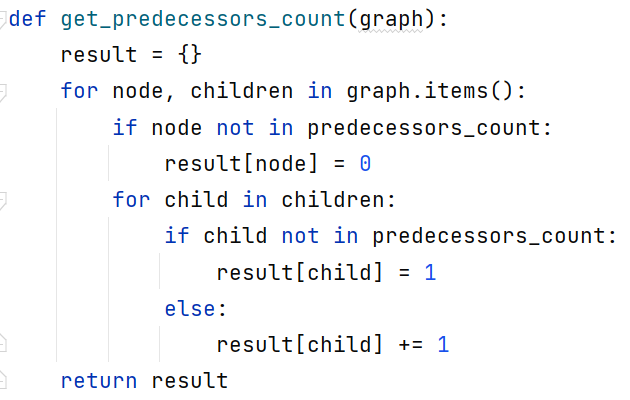 def get_predecessors_count(graph):
    result = {}
    for node, children in graph.items():
        if node not in predecessors_count:
            result[node] = 0
        for child in children:
            if child not in predecessors_count:
                result[child] = 1
            else:
                result[child] += 1
    return result